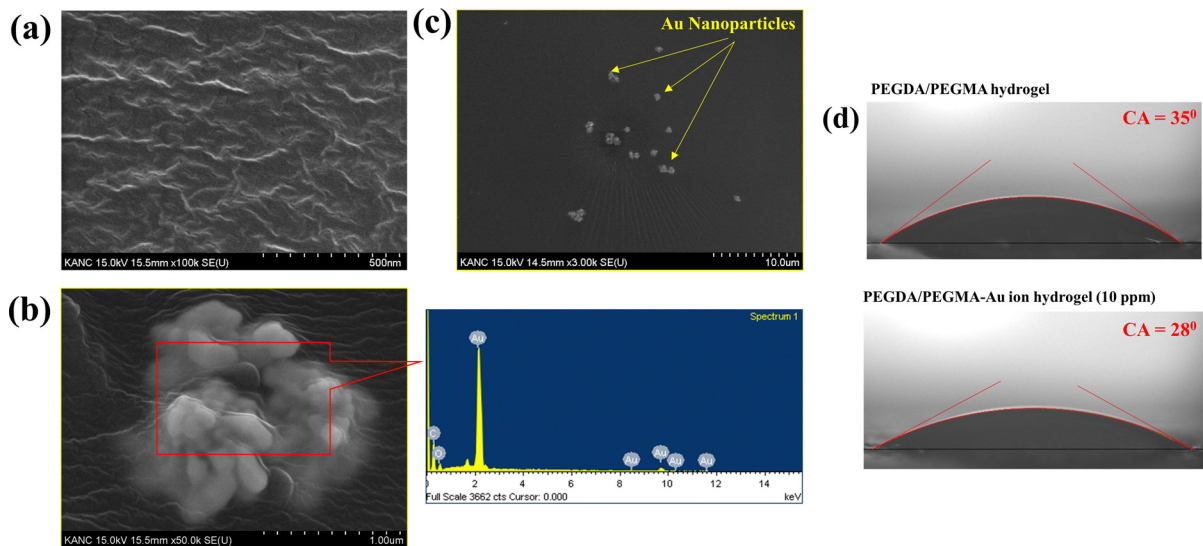 (a)
KANC 15.0kV 15.5mm x100k SE(U)
500nm
(b)
KANC 15.0kV 15.5mm x50.0k SE(U)
1.00um
(c)
Au Nanoparticles
KANC 15.0kV 14.5mm x3.00k SE(U)
10.0um
Spectrum 1
Au
C
O
Au
Au
Au
Au
0 2 4 6 8 10 12 14
Full Scale 3662 cts Cursor: 0.000
keV
(d)
PEGDA/PEGMA hydrogel
CA = 35⁰
PEGDA/PEGMA-Au ion hydrogel (10 ppm)
CA = 28⁰